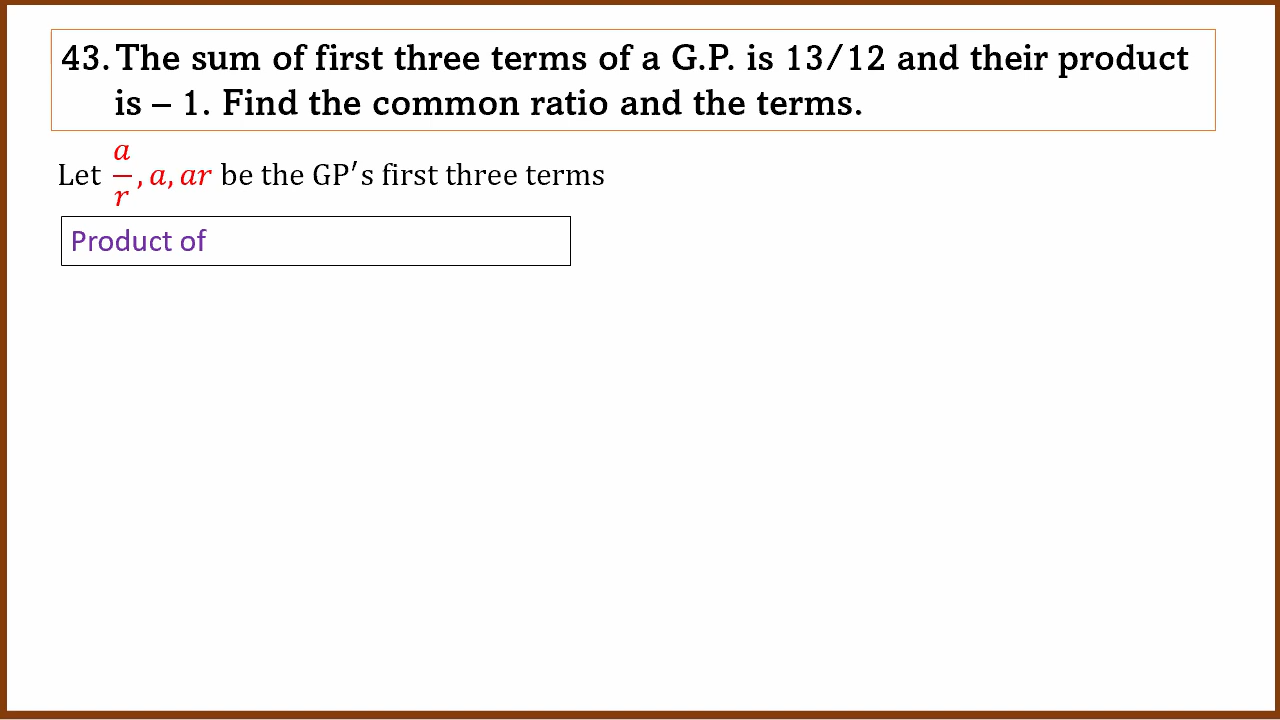 43. The sum of first three terms of a G.P. is 13/12 and their product
is – 1. Find the common ratio and the terms.
Let a/r, a, ar be the GP′s first three terms
Product of